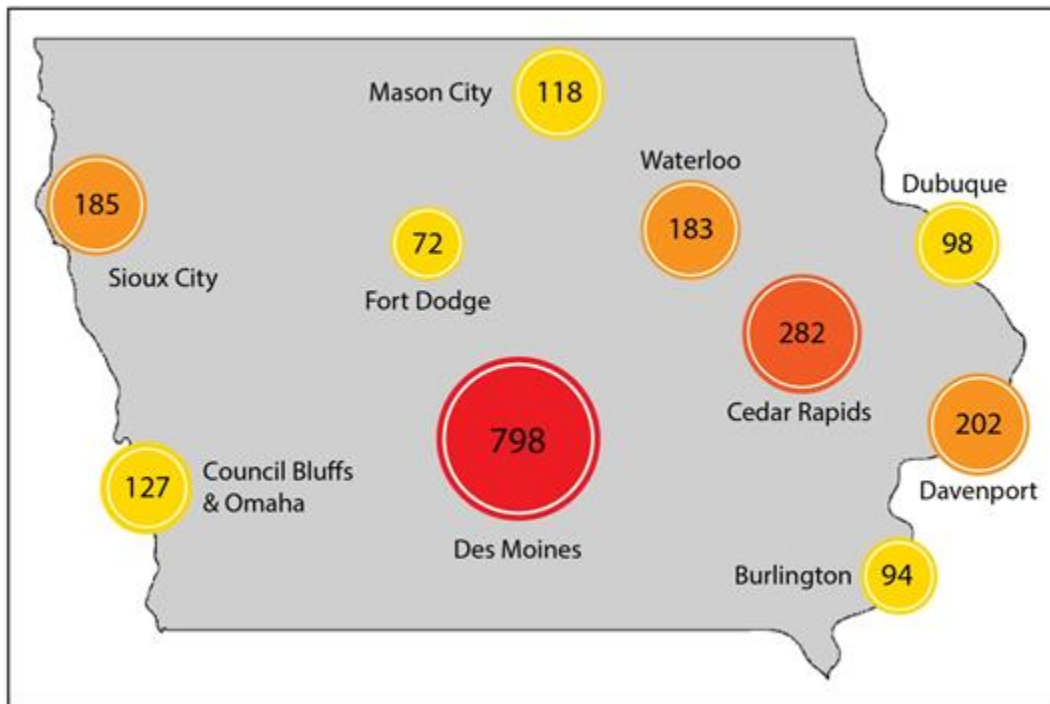 Mason City
118
Waterloo
Dubuque
185
72
183
98
Sioux City
Fort Dodge
282
Cedar Rapids
202
798
127
Council Bluffs
& Omaha
Davenport
Des Moines
Burlington
94